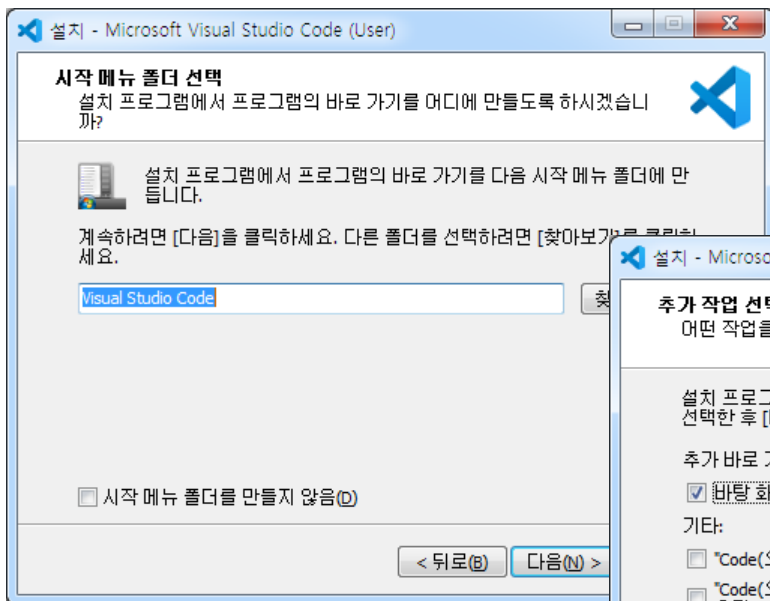 설치 - Microsoft Visual Studio Code (User)
시작 메뉴 폴더 선택
설치 프로그램에서 프로그램의 바로 가기를 어디에 만들도록 하시겠습니
까?
설치 프로그램에서 프로그램의 바로 가기를 다음 시작 메뉴 폴더에 만
듭니다.
계속하려면 [다음]을 클릭하세요. 다른 폴더를 선택하려면 [찾아보기]를 클릭하
세요.
Visual Studio Code
찾
시작 메뉴 폴더를 만들지 않음(D)
< 뒤로(B)
다음(N) >
설치 - Microso
추가 작업 선택
어떤 작업을
설치 프로그
선택한 후 [
추가 바로
바탕 화
기타:
"Code(
"Code(